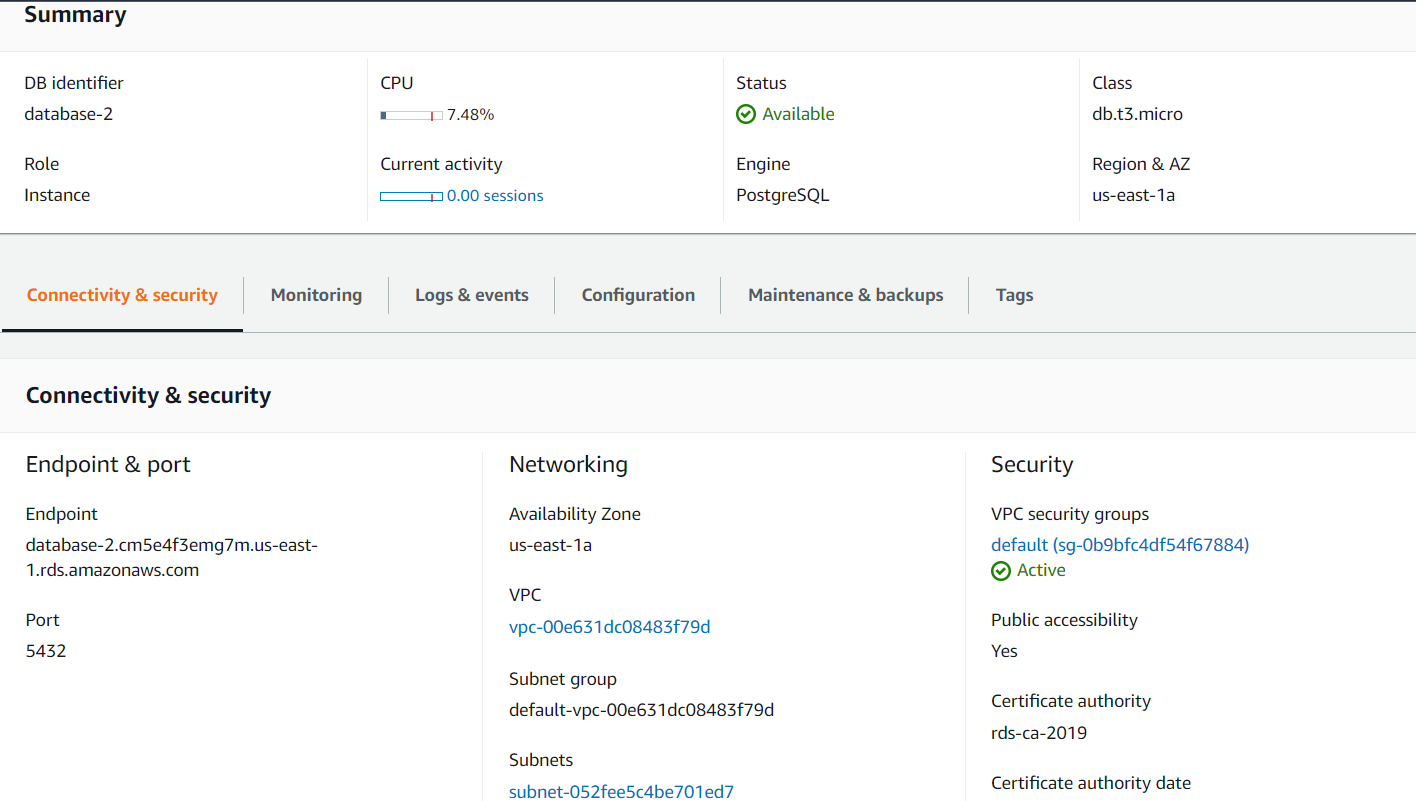 Summary
DB identifier
database-2
CPU
7.48%
Status
Available
Class
db.t3.micro
Role
Instance
Current activity
0.00 sessions
Engine
PostgreSQL
Region & AZ
us-east-1a
Connectivity & security
Monitoring
Logs & events
Configuration
Maintenance & backups
Tags
Connectivity & security
Endpoint & port
Endpoint
database-2.cm5e4f3emg7m.us-east-
1.rds.amazonaws.com
Port
5432
Networking
Availability Zone
us-east-1a
VPC
vpc-00e631dc08483f79d
Subnet group
default-vpc-00e631dc08483f79d
Subnets
subnet-052fee5c4be701ed7
Security
VPC security groups
default (sg-0b9bfc4df54f67884)
Active
Public accessibility
Yes
Certificate authority
rds-ca-2019
Certificate authority date